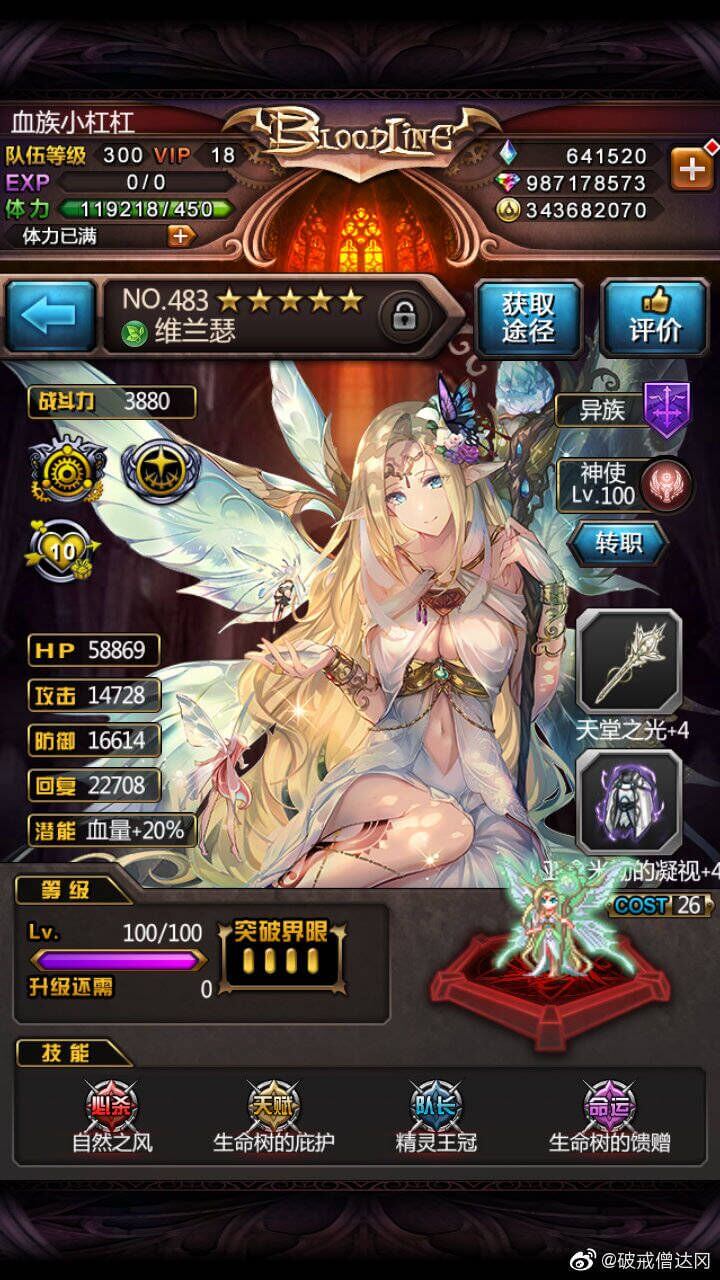 血族小杠杠
BLOODLINE
队伍等级 300 VIP 18
641520
EXP 0/0
987178573
体力 119218/450
343682070
体力已满
NO.483
维兰瑟
获取
途径
评价
战斗力 3880
异族
神使
Lv.100
10
转职
HP 58869
攻击 14728
防御 16614
回复 22708
潜能 血量+20%
天堂之光+4
的凝视+4
COST 26
等级
Lv. 100/100
突破界限
升级还需 0
技能
必杀
天赋
队长
命运
自然之风
生命树的庇护
精灵王冠
生命树的馈赠
@破戒僧达冈